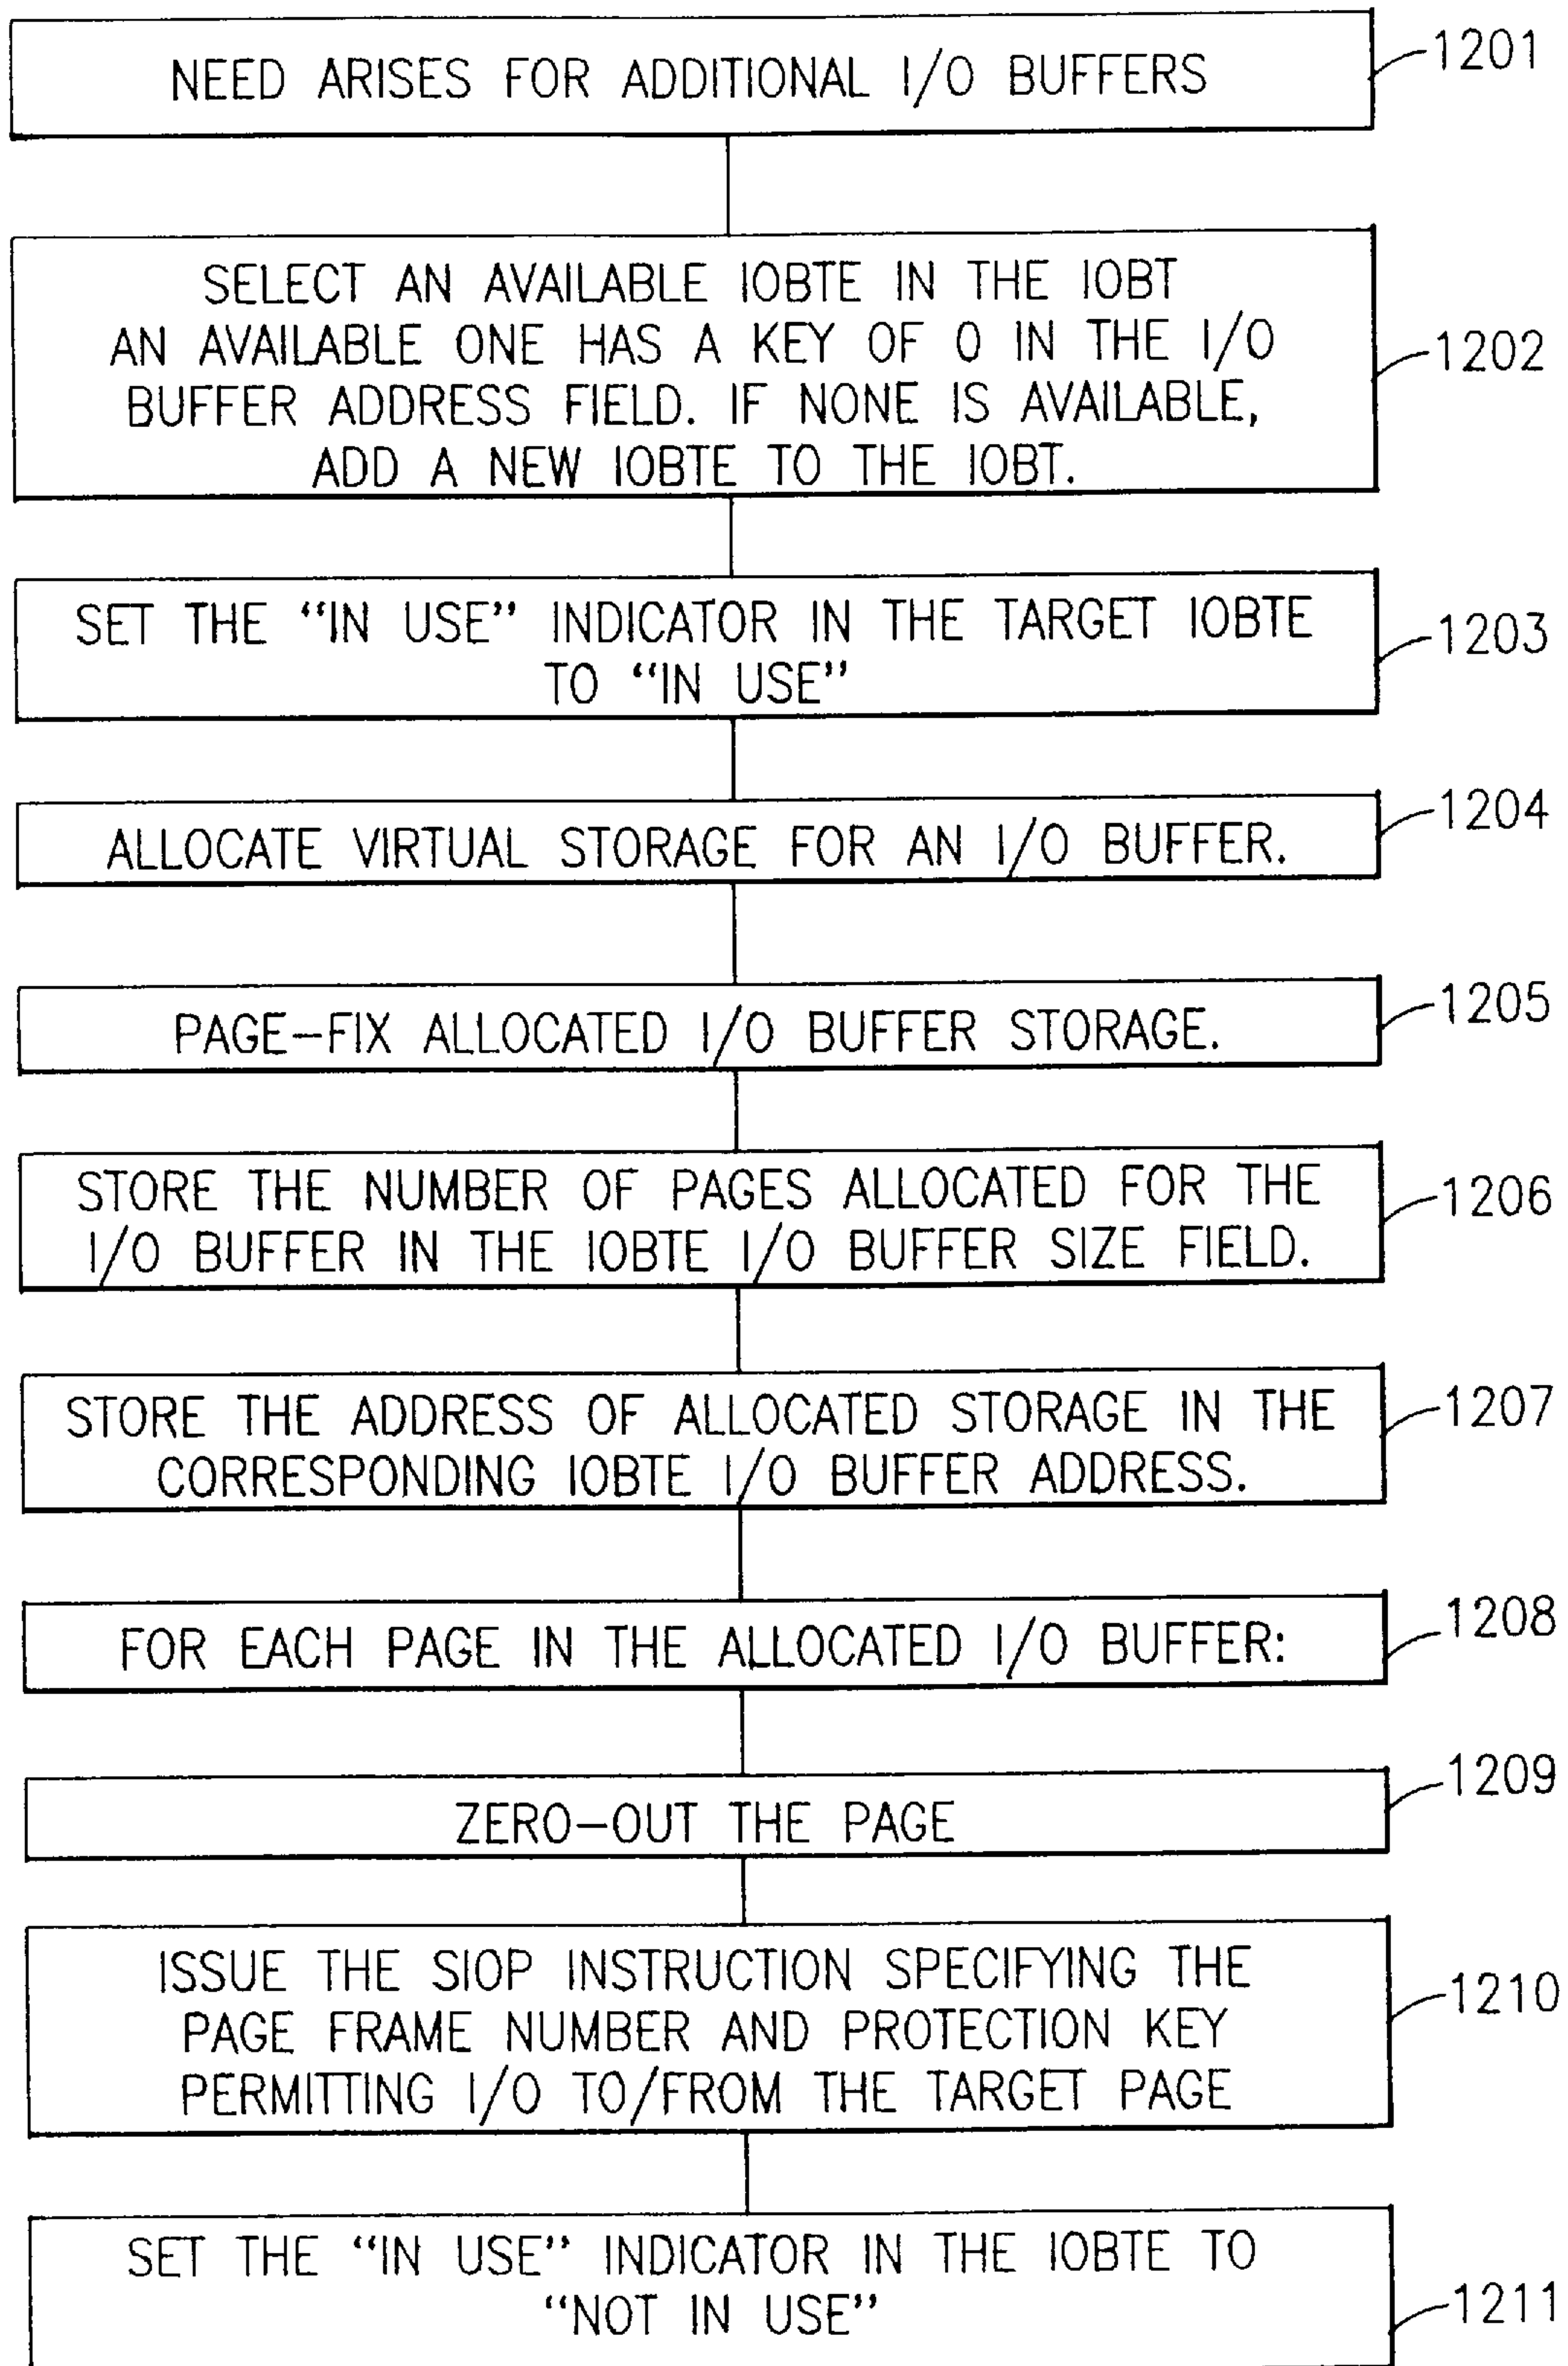 NEED ARISES FOR ADDITIONAL I/O BUFFERS
1201
SELECT AN AVAILABLE IOBTE IN THE IOBT
AN AVAILABLE ONE HAS A KEY OF 0 IN THE I/O
BUFFER ADDRESS FIELD. IF NONE IS AVAILABLE,
ADD A NEW IOBTE TO THE IOBT.
1202
SET THE “IN USE” INDICATOR IN THE TARGET IOBTE
TO “IN USE”
1203
ALLOCATE VIRTUAL STORAGE FOR AN I/O BUFFER.
1204
PAGE–FIX ALLOCATED I/O BUFFER STORAGE.
1205
STORE THE NUMBER OF PAGES ALLOCATED FOR THE
I/O BUFFER IN THE IOBTE I/O BUFFER SIZE FIELD.
1206
STORE THE ADDRESS OF ALLOCATED STORAGE IN THE
CORRESPONDING IOBTE I/O BUFFER ADDRESS.
1207
FOR EACH PAGE IN THE ALLOCATED I/O BUFFER:
1208
ZERO–OUT THE PAGE
1209
ISSUE THE SIOP INSTRUCTION SPECIFYING THE
PAGE FRAME NUMBER AND PROTECTION KEY
PERMITTING I/O TO/FROM THE TARGET PAGE
1210
SET THE “IN USE” INDICATOR IN THE IOBTE TO
“NOT IN USE”
1211